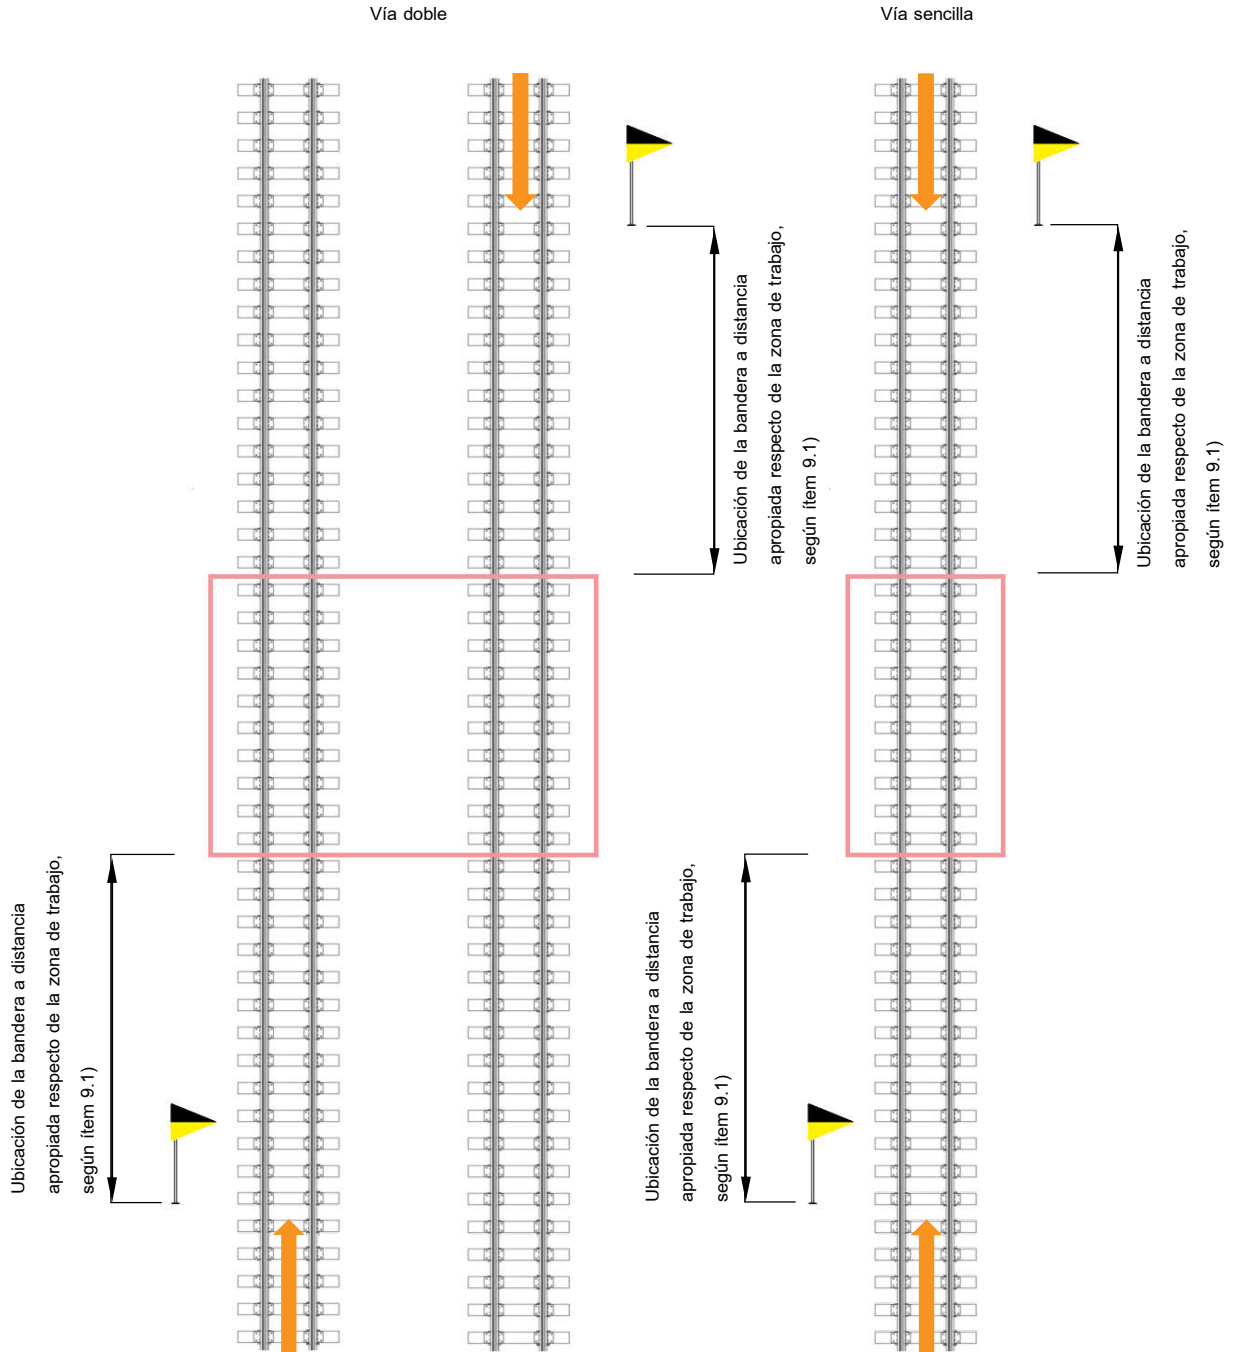 Vía doble
Vía sencilla
Ubicación de la bandera a distancia
apropiada respecto de la zona de trabajo,
según ítem 9.1)
Ubicación de la bandera a distancia
apropiada respecto de la zona de trabajo,
según ítem 9.1)
Ubicación de la bandera a distancia
apropiada respecto de la zona de trabajo,
según ítem 9.1)
Ubicación de la bandera a distancia
apropiada respecto de la zona de trabajo,
según ítem 9.1)